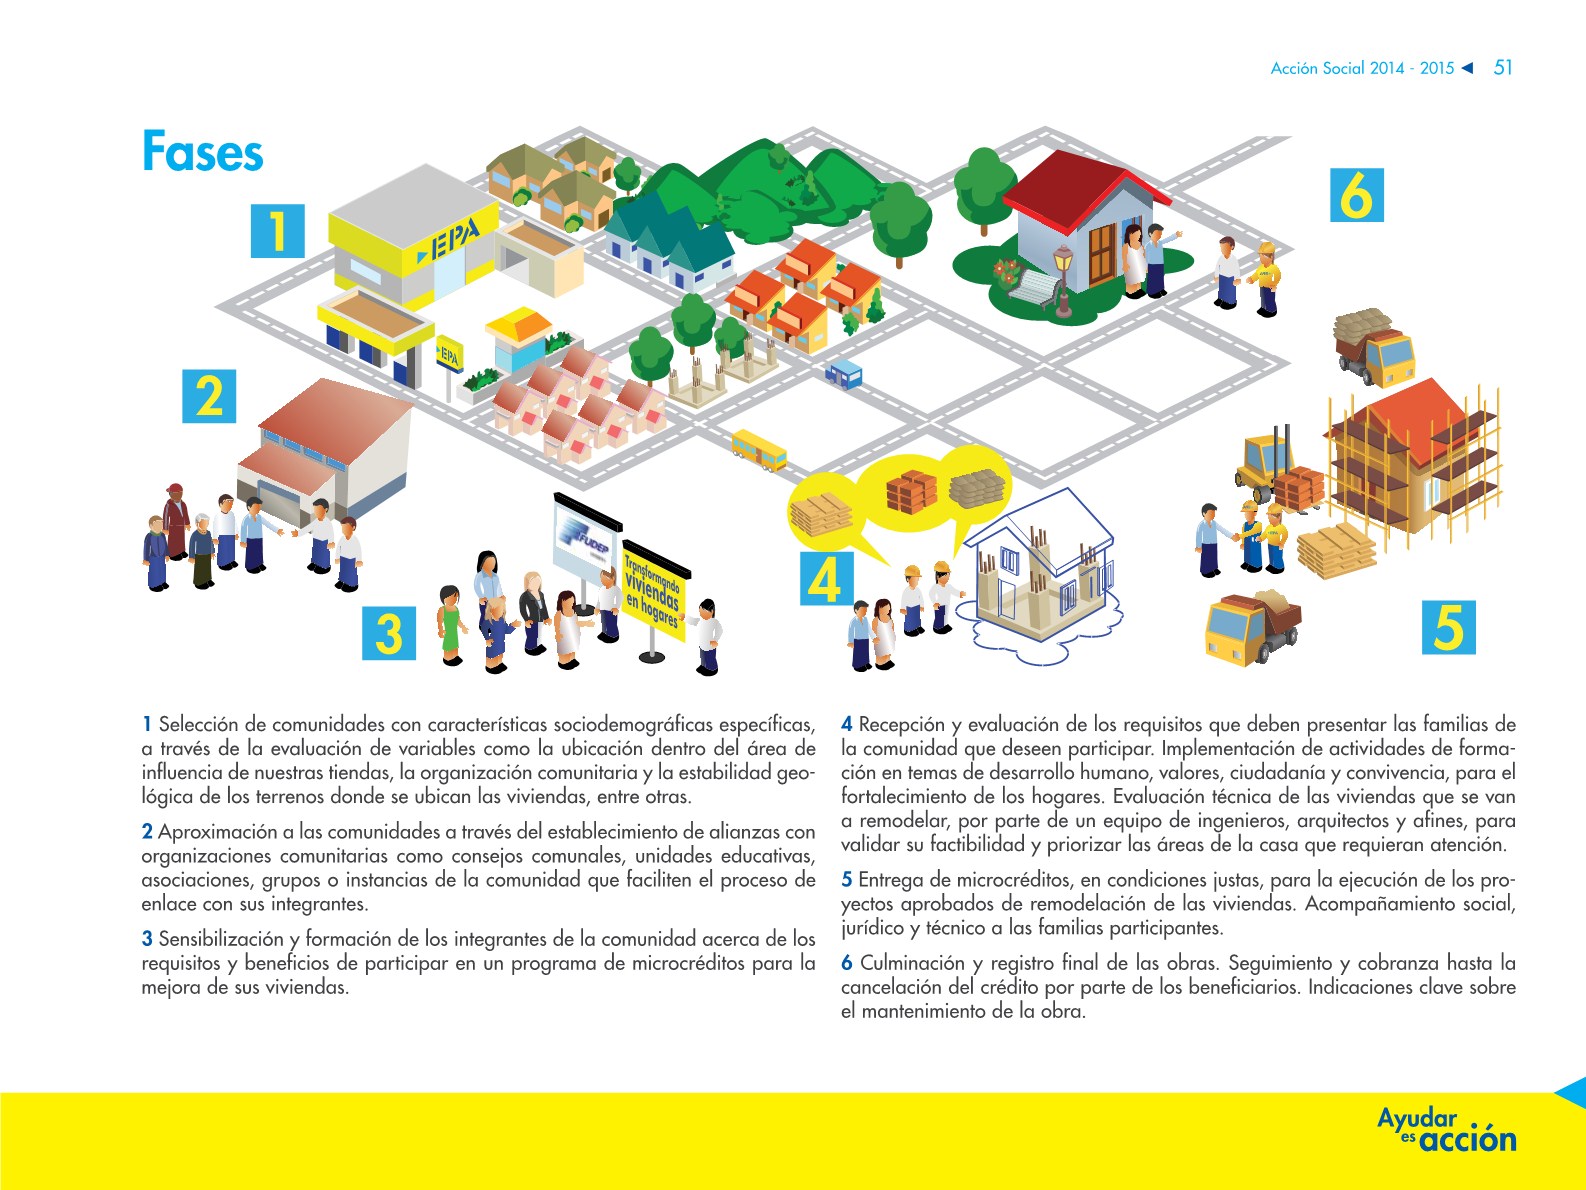 Acción Social 2014 - 2015 ◀ 51
Fases
1
EPA
EPA
2
3
FUDEP
Transformando
viviendas
en hogares
4
5
6
1 Selección de comunidades con características sociodemográficas específicas,
a través de la evaluación de variables como la ubicación dentro del área de
influencia de nuestras tiendas, la organización comunitaria y la estabilidad geo-
lógica de los terrenos donde se ubican las viviendas, entre otras.
2 Aproximación a las comunidades a través del establecimiento de alianzas con
organizaciones comunitarias como consejos comunales, unidades educativas,
asociaciones, grupos o instancias de la comunidad que faciliten el proceso de
enlace con sus integrantes.
3 Sensibilización y formación de los integrantes de la comunidad acerca de los
requisitos y beneficios de participar en un programa de microcréditos para la
mejora de sus viviendas.
4 Recepción y evaluación de los requisitos que deben presentar las familias de
la comunidad que deseen participar. Implementación de actividades de forma-
ción en temas de desarrollo humano, valores, ciudadanía y convivencia, para el
fortalecimiento de los hogares. Evaluación técnica de las viviendas que se van
a remodelar, por parte de un equipo de ingenieros, arquitectos y afines, para
validar su factibilidad y priorizar las áreas de la casa que requieran atención.
5 Entrega de microcréditos, en condiciones justas, para la ejecución de los pro-
yectos aprobados de remodelación de las viviendas. Acompañamiento social,
jurídico y técnico a las familias participantes.
6 Culminación y registro final de las obras. Seguimiento y cobranza hasta la
cancelación del crédito por parte de los beneficiarios. Indicaciones clave sobre
el mantenimiento de la obra.
Ayudar
es acción